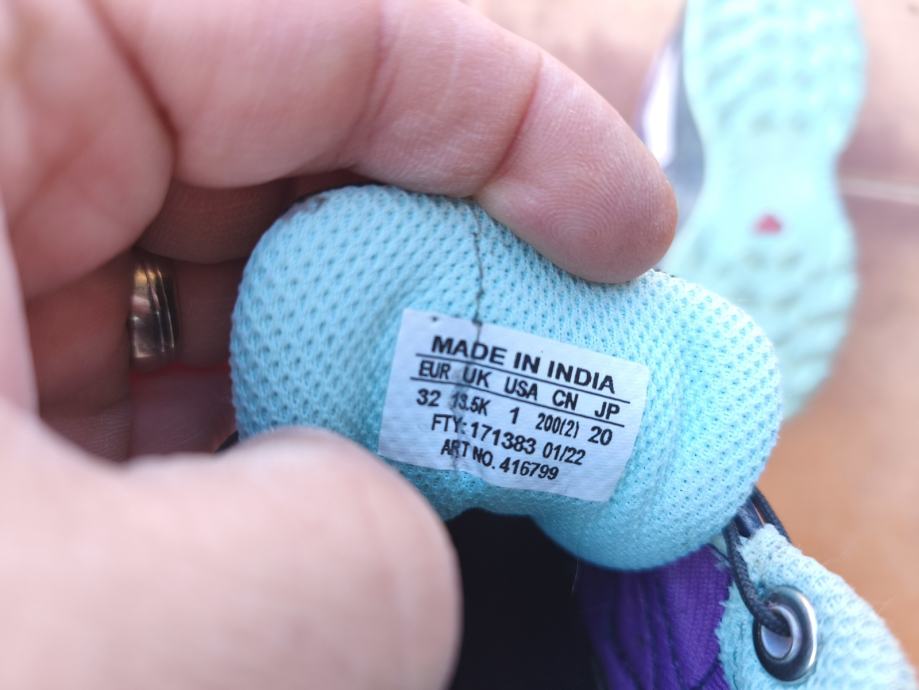 MADE IN INDIA
EUR UK USA CN JP
32 13.5K 1 200(2) 20
FTY:171383 01/22
ART NO. 416799